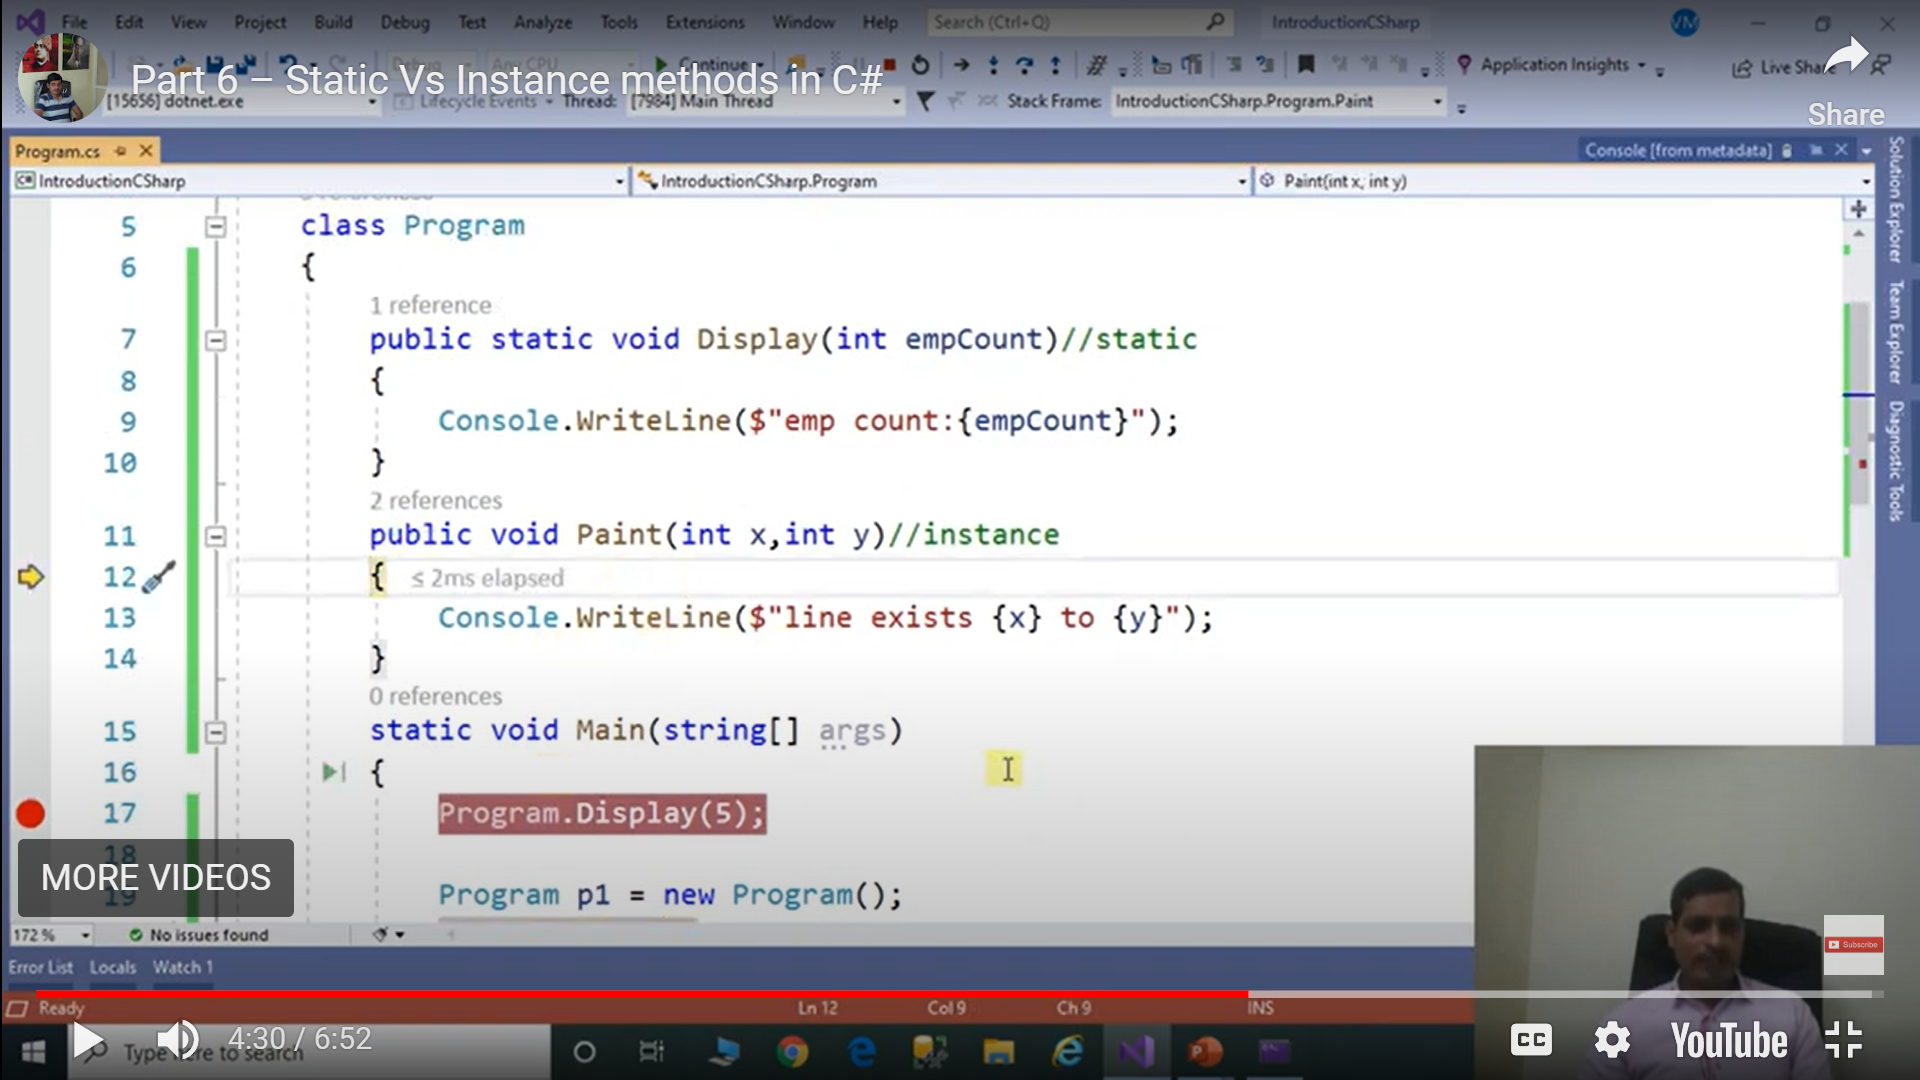 File Edit View Project Build Debug Test Analyze Tools Extensions Window Help Search (Ctrl+Q) IntroductionCSharp VM
Part 6 – Static Vs Instance methods in C#
Debug Any CPU Continue Application Insights Live Share
Share
[15656] dotnet.exe Lifecycle Events Thread: [7984] Main Thread Stack Frame: IntroductionCSharp.Program.Paint
Program.cs Console [from metadata]
IntroductionCSharp IntroductionCSharp.Program Paint(int x, int y)
Solution Explorer
Team Explorer
Diagnostic Tools
5 class Program
6 {
1 reference
7 public static void Display(int empCount)//static
8 {
9 Console.WriteLine($"emp count:{empCount}");
10 }
2 references
11 public void Paint(int x,int y)//instance
12 { ≤ 2ms elapsed
13 Console.WriteLine($"line exists {x} to {y}");
14 }
0 references
15 static void Main(string[] args)
16 {
17 Program.Display(5);
18
MORE VIDEOS
19 Program p1 = new Program();
172 % No issues found
Subscribe
Error List Locals Watch 1
Ready Ln 12 Col 9 Ch 9 INS
4:30 / 6:52
Type here to search
CC YouTube